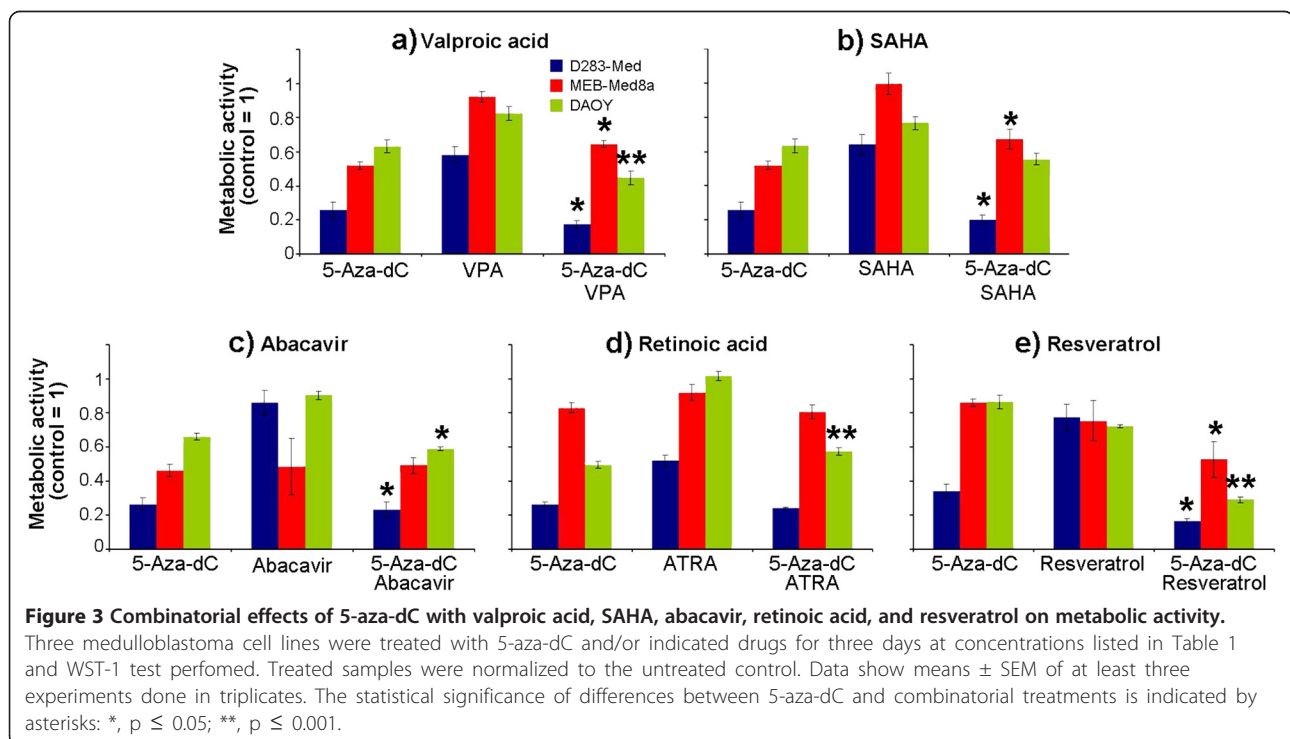 a) Valproic acid
b) SAHA
D283-Med
MEB-Med8a
DAOY
Metabolic activity
(control = 1)
1
0.8
0.6
0.4
0.2
0
* * **
* *
5-Aza-dC VPA 5-Aza-dC
VPA
5-Aza-dC SAHA 5-Aza-dC
SAHA
c) Abacavir
d) Retinoic acid
e) Resveratrol
Metabolic activity
(control = 1)
1
0.8
0.6
0.4
0.2
0
* *
**
* * **
5-Aza-dC Abacavir 5-Aza-dC
Abacavir
5-Aza-dC ATRA 5-Aza-dC
ATRA
5-Aza-dC Resveratrol 5-Aza-dC
Resveratrol
Figure 3 Combinatorial effects of 5-aza-dC with valproic acid, SAHA, abacavir, retinoic acid, and resveratrol on metabolic activity.
Three medulloblastoma cell lines were treated with 5-aza-dC and/or indicated drugs for three days at concentrations listed in Table 1
and WST-1 test perfomed. Treated samples were normalized to the untreated control. Data show means ± SEM of at least three
experiments done in triplicates. The statistical significance of differences between 5-aza-dC and combinatorial treatments is indicated by
asterisks: *, p ≤ 0.05; **, p ≤ 0.001.